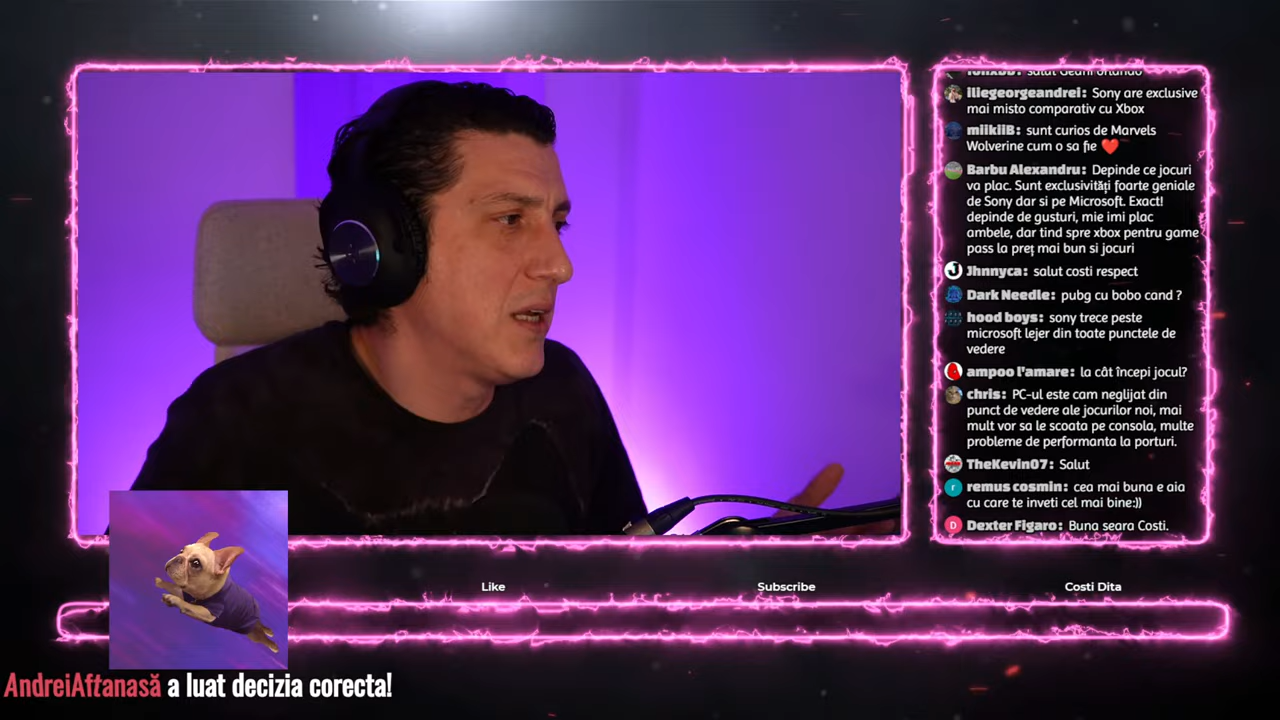 salut Geani Orlando
iliegeorgeandrei: Sony are exclusive
mai misto comparativ cu Xbox
miikiiB: sunt curios de Marvels
Wolverine cum o sa fie ❤️
Barbu Alexandru: Depinde ce jocuri
va plac. Sunt exclusivităţi foarte geniale
de Sony dar si pe Microsoft. Exact!
depinde de gusturi, mie imi plac
ambele, dar tind spre xbox pentru game
pass la preţ mai bun si jocuri
Jhnnyca: salut costi respect
Dark Needle: pubg cu bobo cand ?
hood boys: sony trece peste
microsoft lejer din toate punctele de
vedere
ampoo l'amare: la cât începi jocul?
chris: PC-ul este cam neglijat din
punct de vedere ale jocurilor noi, mai
mult vor sa le scoata pe consola, multe
probleme de performanta la porturi.
TheKevin07: Salut
remus cosmin: cea mai buna e aia
cu care te inveti cel mai bine:))
Dexter Figaro: Buna seara Costi.
Like
Subscribe
Costi Dita
AndreiAftanasă a luat decizia corecta!